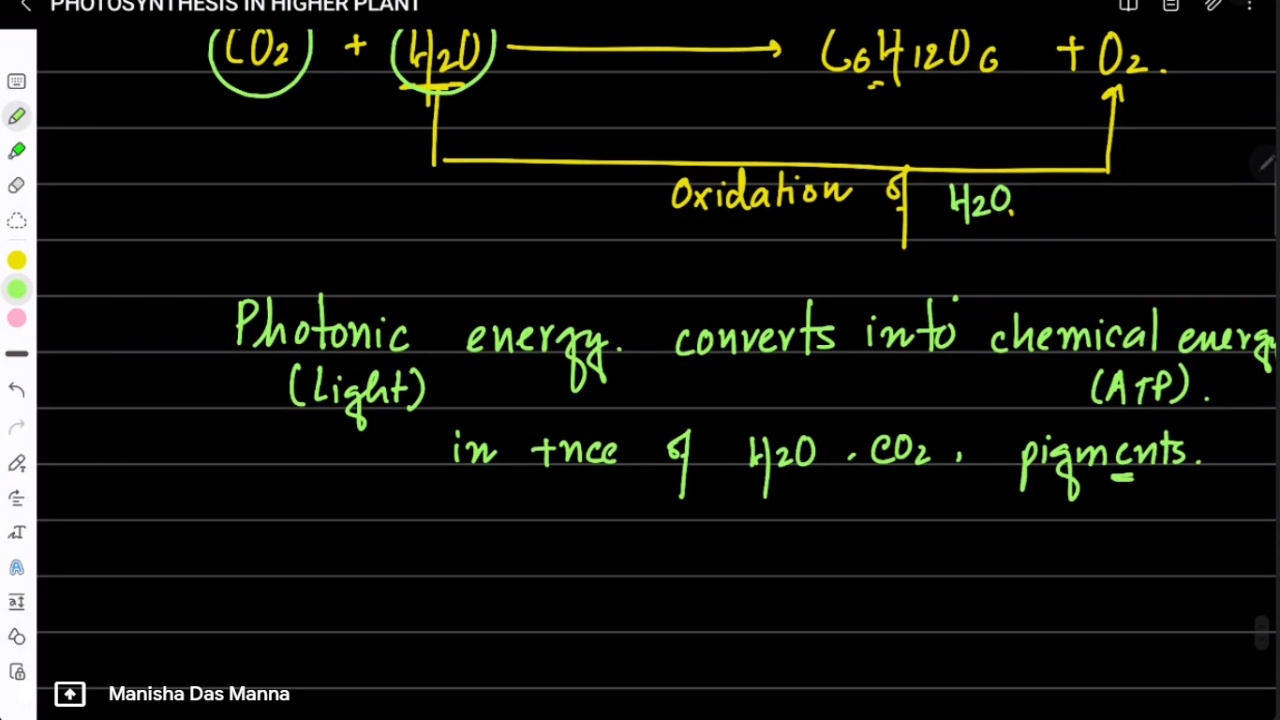 PHOTOSYNTHESIS IN HIGHER PLANT
CO2 + H2O → C6H12O6 + O2.
Oxidation of H2O.
Photonic energy. converts into chemical energy
(Light) (ATP).
in +nce of H2O . CO2 , pigments.
Manisha Das Manna